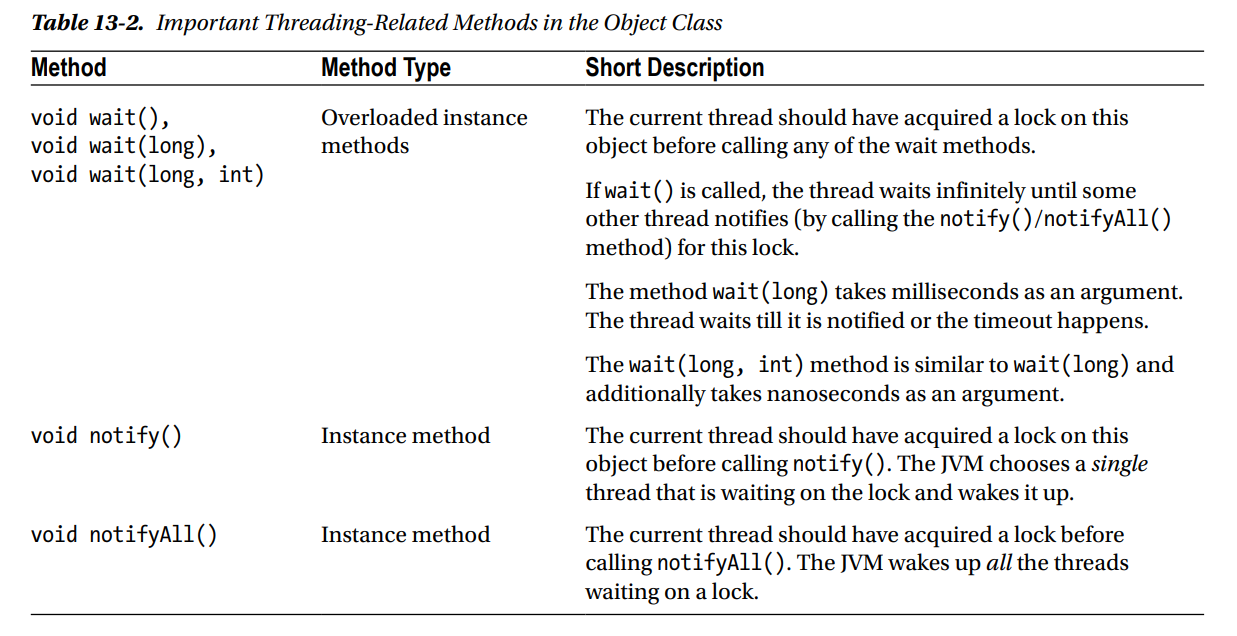 Table 13-2. Important Threading-Related Methods in the Object Class
Method Method Type Short Description
void wait(), Overloaded instance The current thread should have acquired a lock on this
void wait(long), methods object before calling any of the wait methods.
void wait(long, int)
If wait() is called, the thread waits infinitely until some
other thread notifies (by calling the notify()/notifyAll()
method) for this lock.
The method wait(long) takes milliseconds as an argument.
The thread waits till it is notified or the timeout happens.
The wait(long, int) method is similar to wait(long) and
additionally takes nanoseconds as an argument.
void notify() Instance method The current thread should have acquired a lock on this
object before calling notify(). The JVM chooses a single
thread that is waiting on the lock and wakes it up.
void notifyAll() Instance method The current thread should have acquired a lock before
calling notifyAll(). The JVM wakes up all the threads
waiting on a lock.